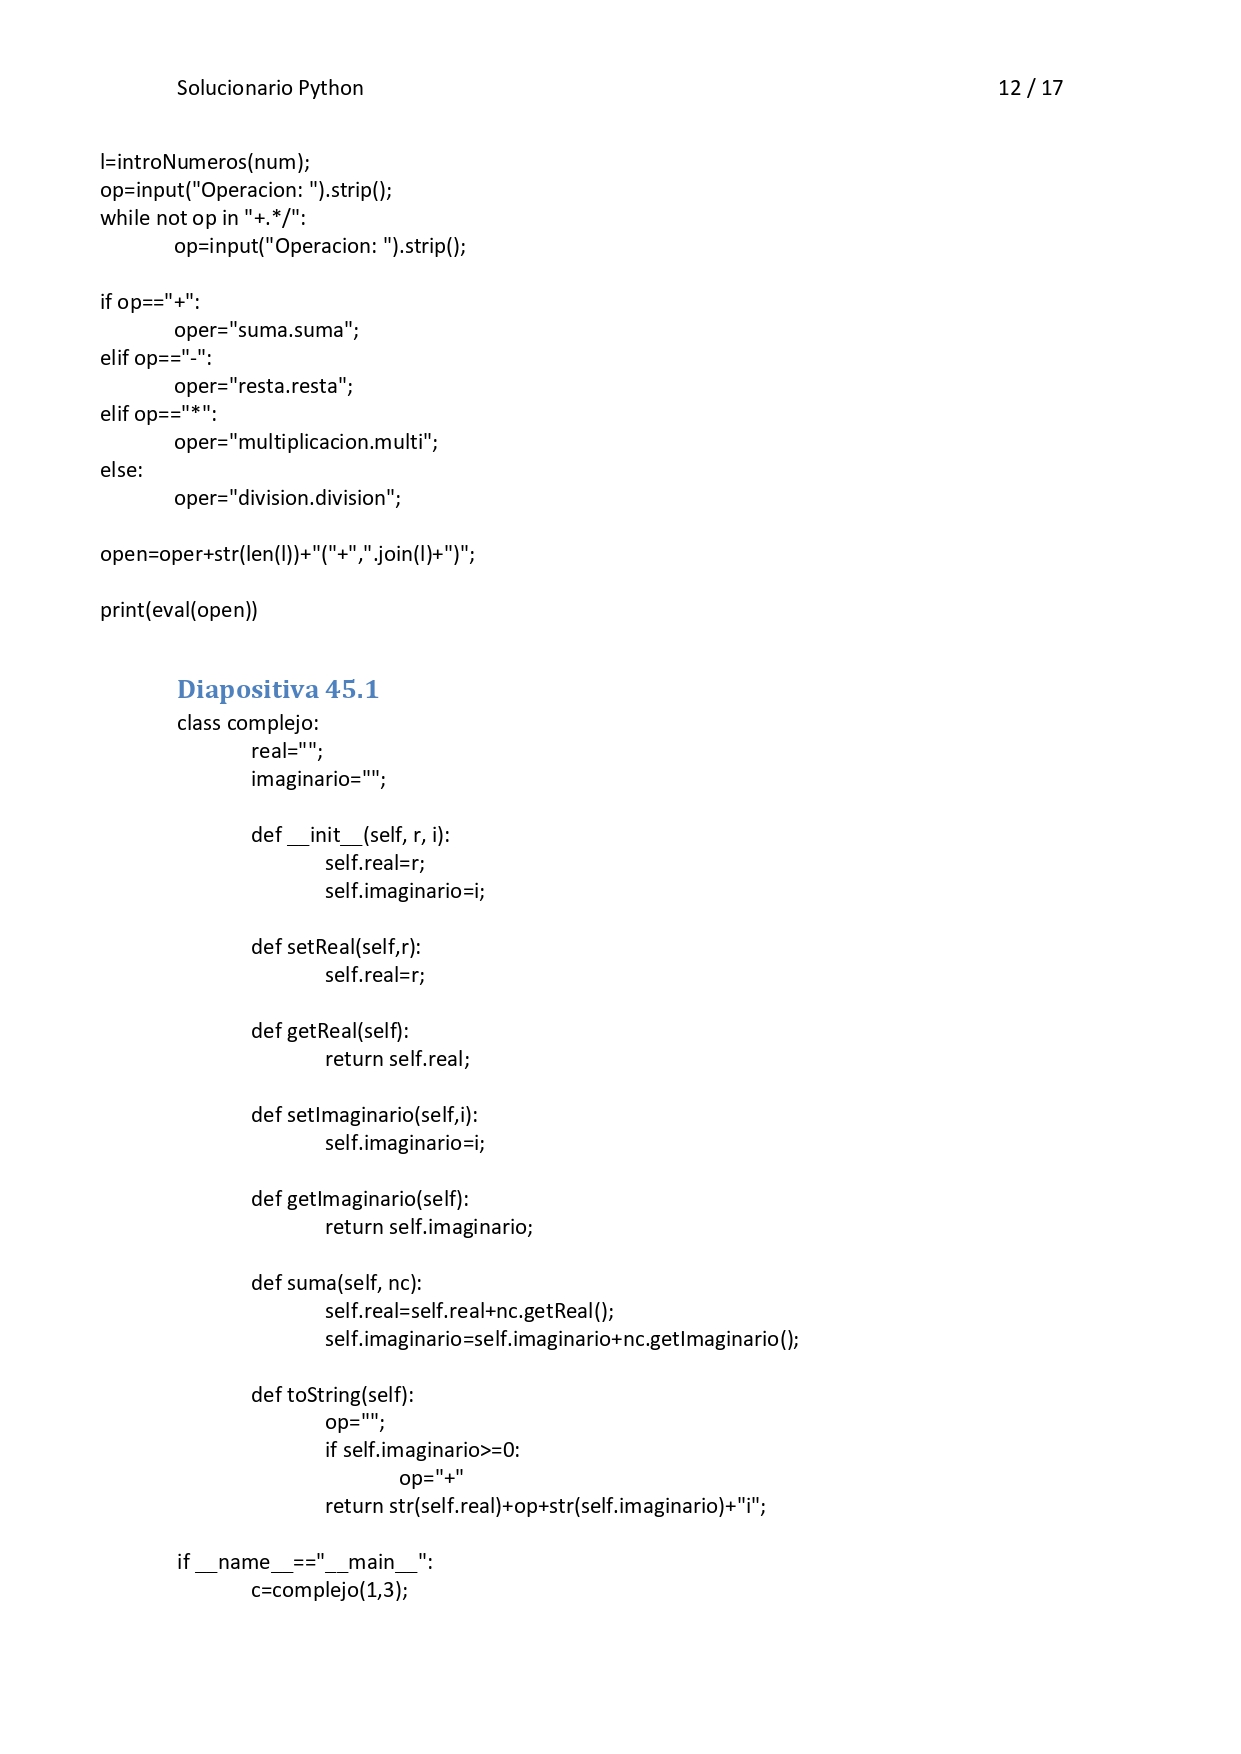 Solucionario Python 12 / 17
l=introNumeros(num);
op=input("Operacion: ").strip();
while not op in "+.*/":
op=input("Operacion: ").strip();
if op=="+":
oper="suma.suma";
elif op=="-":
oper="resta.resta";
elif op=="*":
oper="multiplicacion.multi";
else:
oper="division.division";
open=oper+str(len(l))+"("+",".join(l)+")";
print(eval(open))
Diapositiva 45.1
class complejo:
real="";
imaginario="";
def __init__(self, r, i):
self.real=r;
self.imaginario=i;
def setReal(self,r):
self.real=r;
def getReal(self):
return self.real;
def setImaginario(self,i):
self.imaginario=i;
def getImaginario(self):
return self.imaginario;
def suma(self, nc):
self.real=self.real+nc.getReal();
self.imaginario=self.imaginario+nc.getImaginario();
def toString(self):
op="";
if self.imaginario>=0:
op="+"
return str(self.real)+op+str(self.imaginario)+"i";
if __name__=="__main__":
c=complejo(1,3);